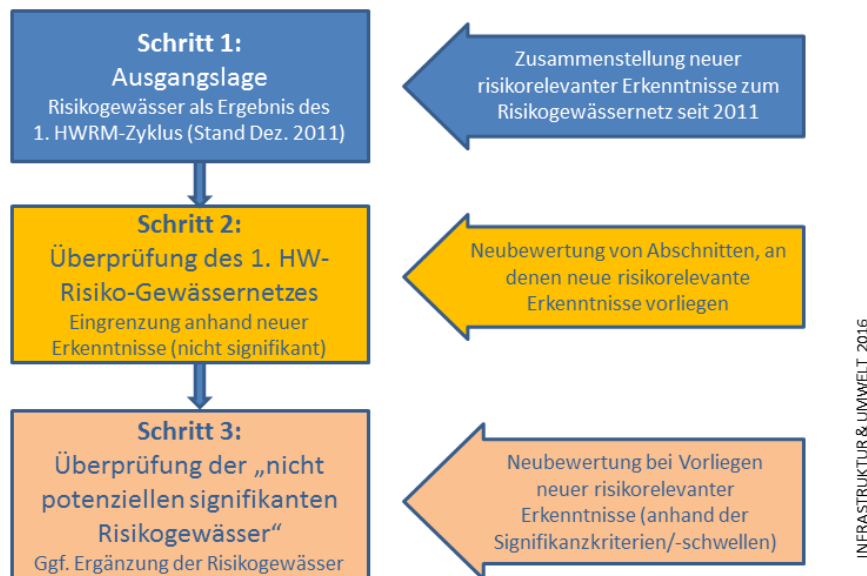 Schritt 1:
Ausgangslage
Risikogewässer als Ergebnis des
1. HWRM-Zyklus (Stand Dez. 2011)
Zusammenstellung neuer
risikorelevanter Erkenntnisse zum
Risikogewässernetz seit 2011
Schritt 2:
Überprüfung des 1. HW-
Risiko-Gewässernetzes
Eingrenzung anhand neuer
Erkenntnisse (nicht signifikant)
Neubewertung von Abschnitten, an
denen neue risikorelevante
Erkenntnisse vorliegen
Schritt 3:
Überprüfung der „nicht
potenziellen signifikanten
Risikogewässer“
Ggf. Ergänzung der Risikogewässer
Neubewertung bei Vorliegen
neuer risikorelevanter
Erkenntnisse (anhand der
Signifikanzkriterien/-schwellen)
INFRASTRUKTUR & UMWELT 2016